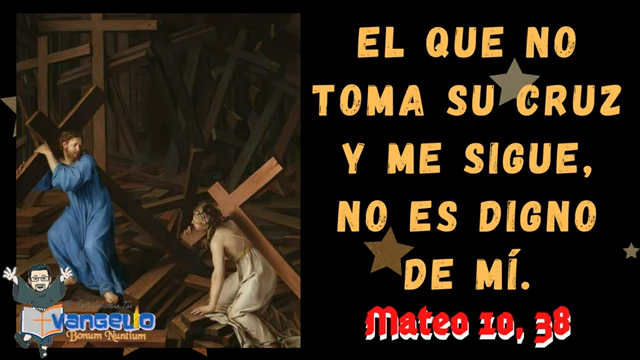 EL QUE NO
TOMA SU CRUZ
Y ME SIGUE,
NO ES DIGNO
DE MÍ.
Mateo 10, 38
Vangelio
Bonum Nuntium